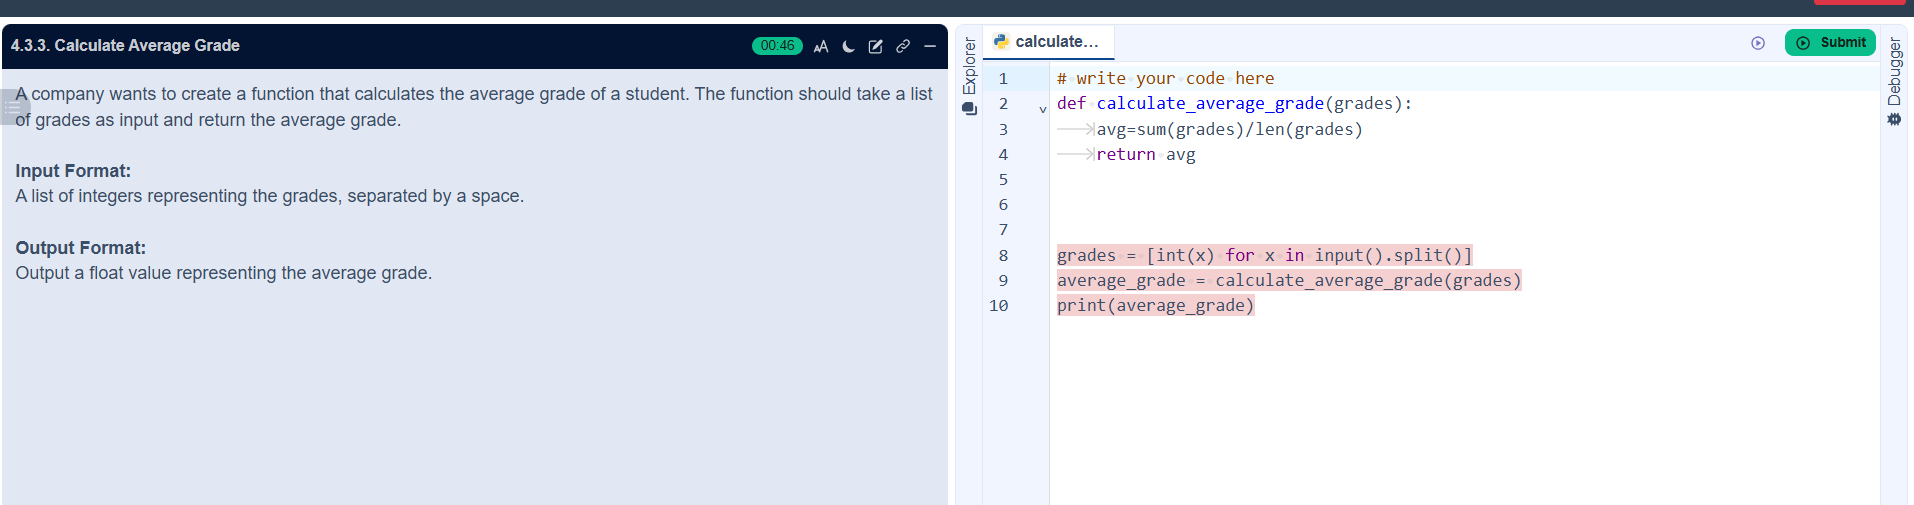 4.3.3. Calculate Average Grade
00:46
A company wants to create a function that calculates the average grade of a student. The function should take a list
of grades as input and return the average grade.
Input Format:
A list of integers representing the grades, separated by a space.
Output Format:
Output a float value representing the average grade.
Explorer
calculate...
Submit
Debugger
1 # write your code here
2 def calculate_average_grade(grades):
3 avg=sum(grades)/len(grades)
4 return avg
5
6
7
8 grades = [int(x) for x in input().split()]
9 average_grade = calculate_average_grade(grades)
10 print(average_grade)